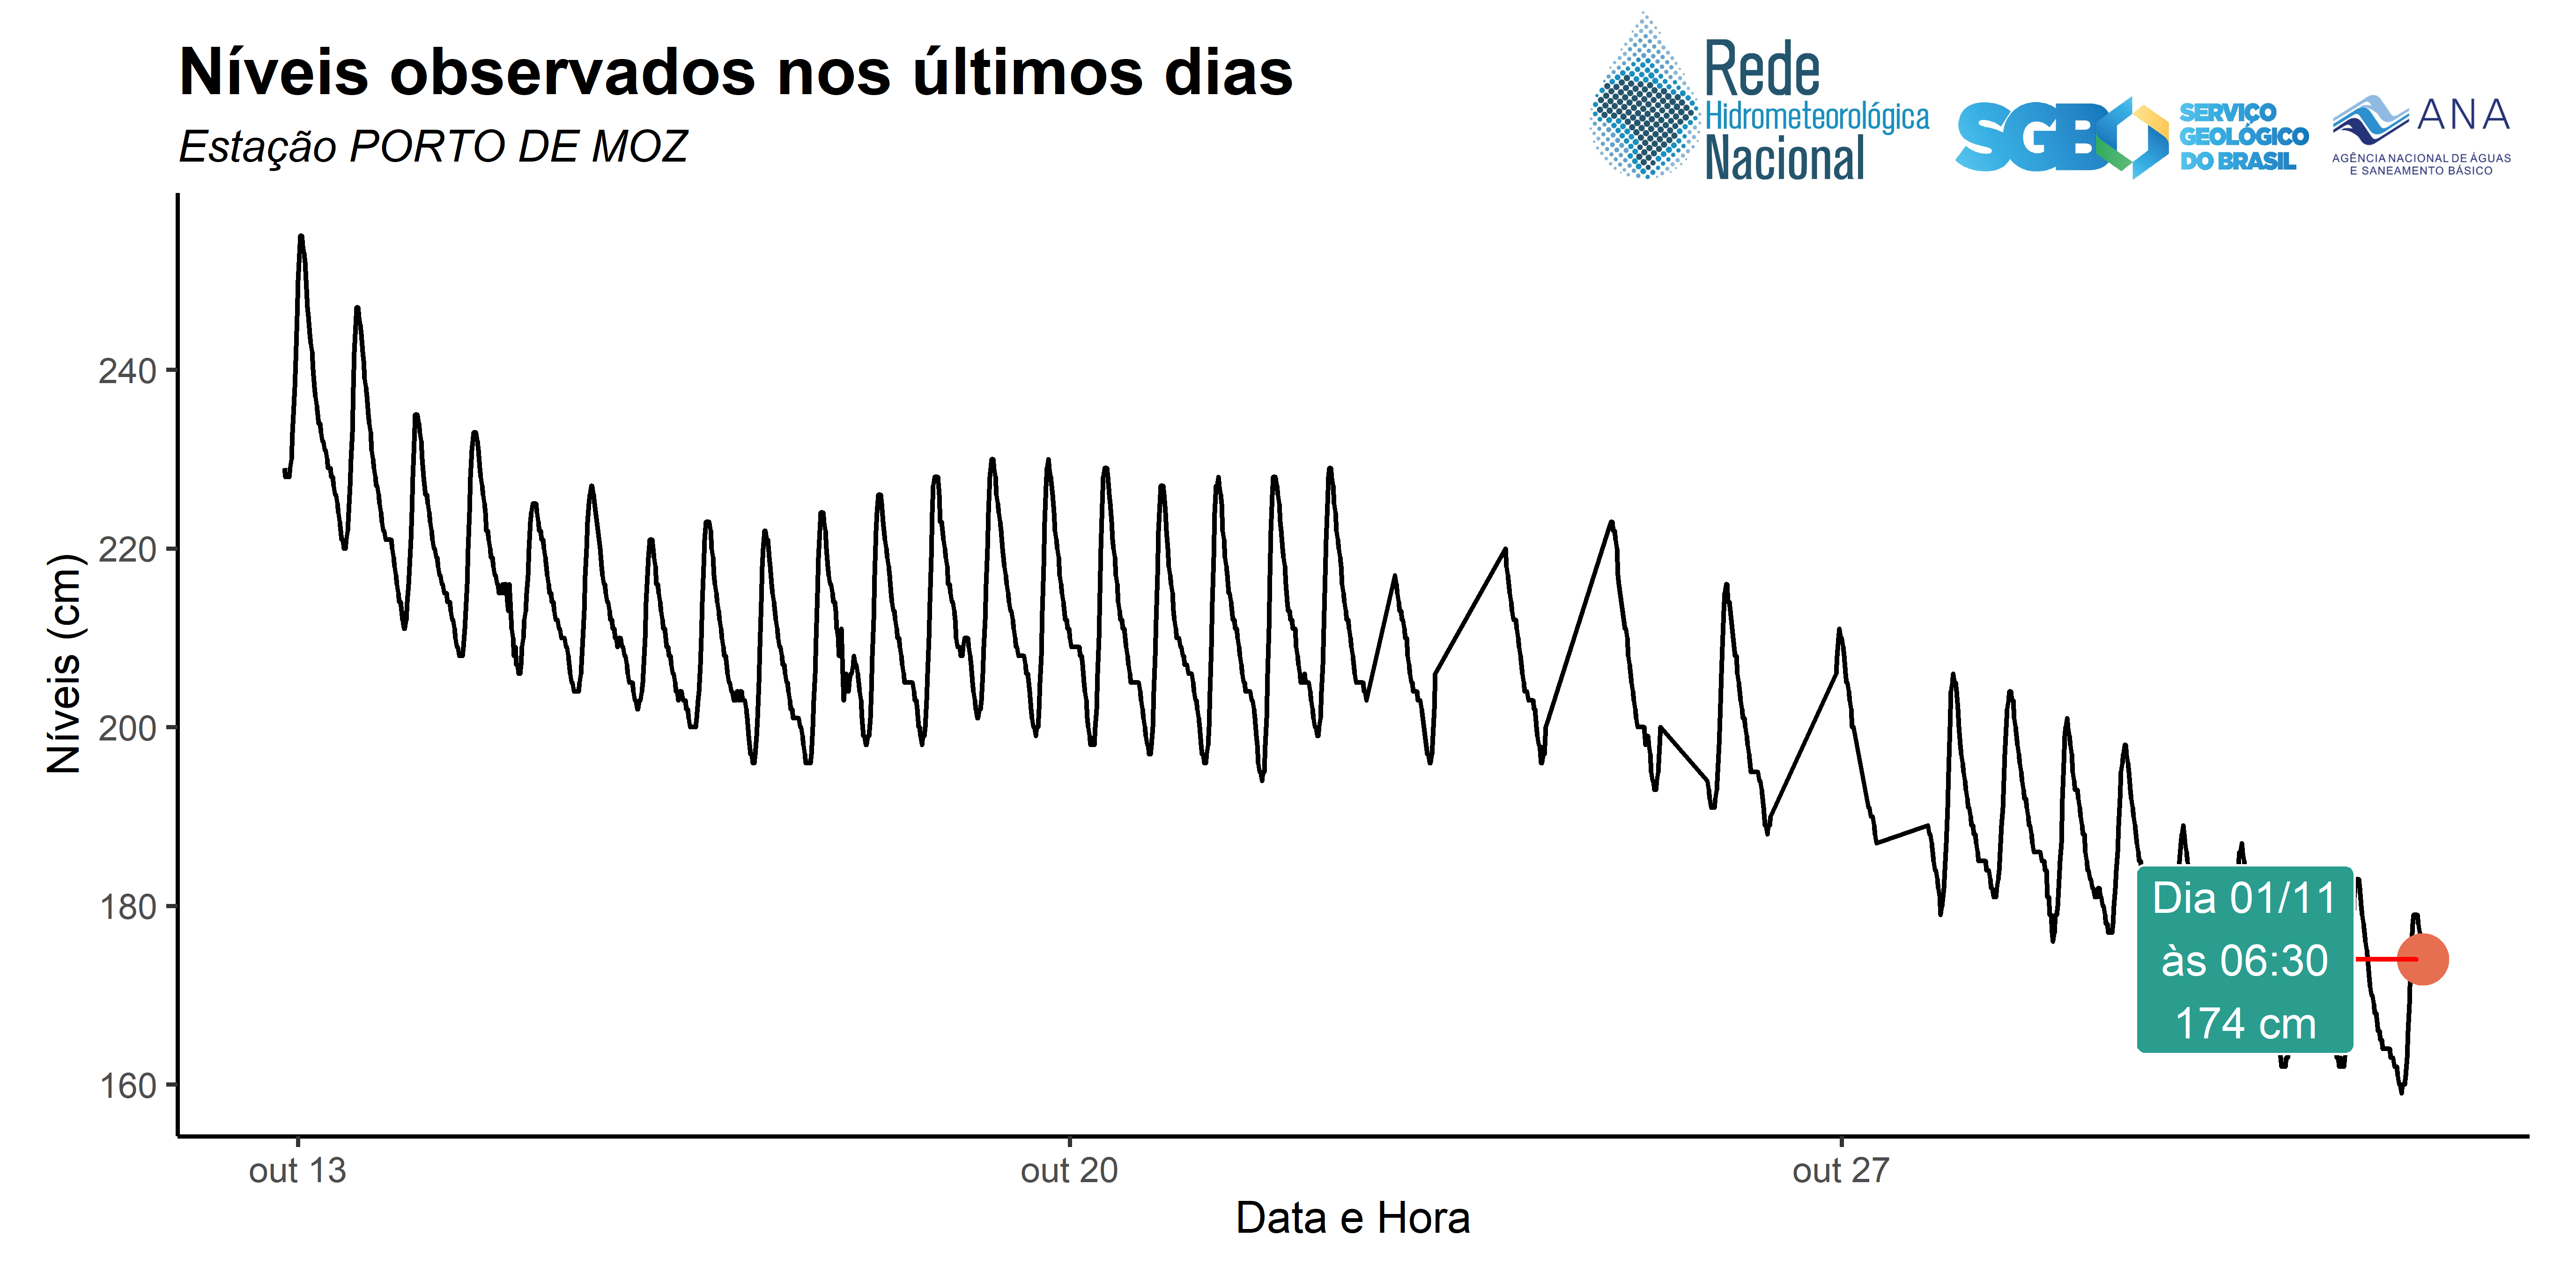 Níveis observados nos últimos dias
Estação PORTO DE MOZ
Rede
Hidrometeorológica
Nacional
SGB
SERVIÇO
GEOLÓGICO
DO BRASIL
ANA
AGÊNCIA NACIONAL DE ÁGUAS
E SANEAMENTO BÁSICO
Níveis (cm)
240
220
200
180
160
Dia 01/11
às 06:30
174 cm
out 13
out 20
out 27
Data e Hora